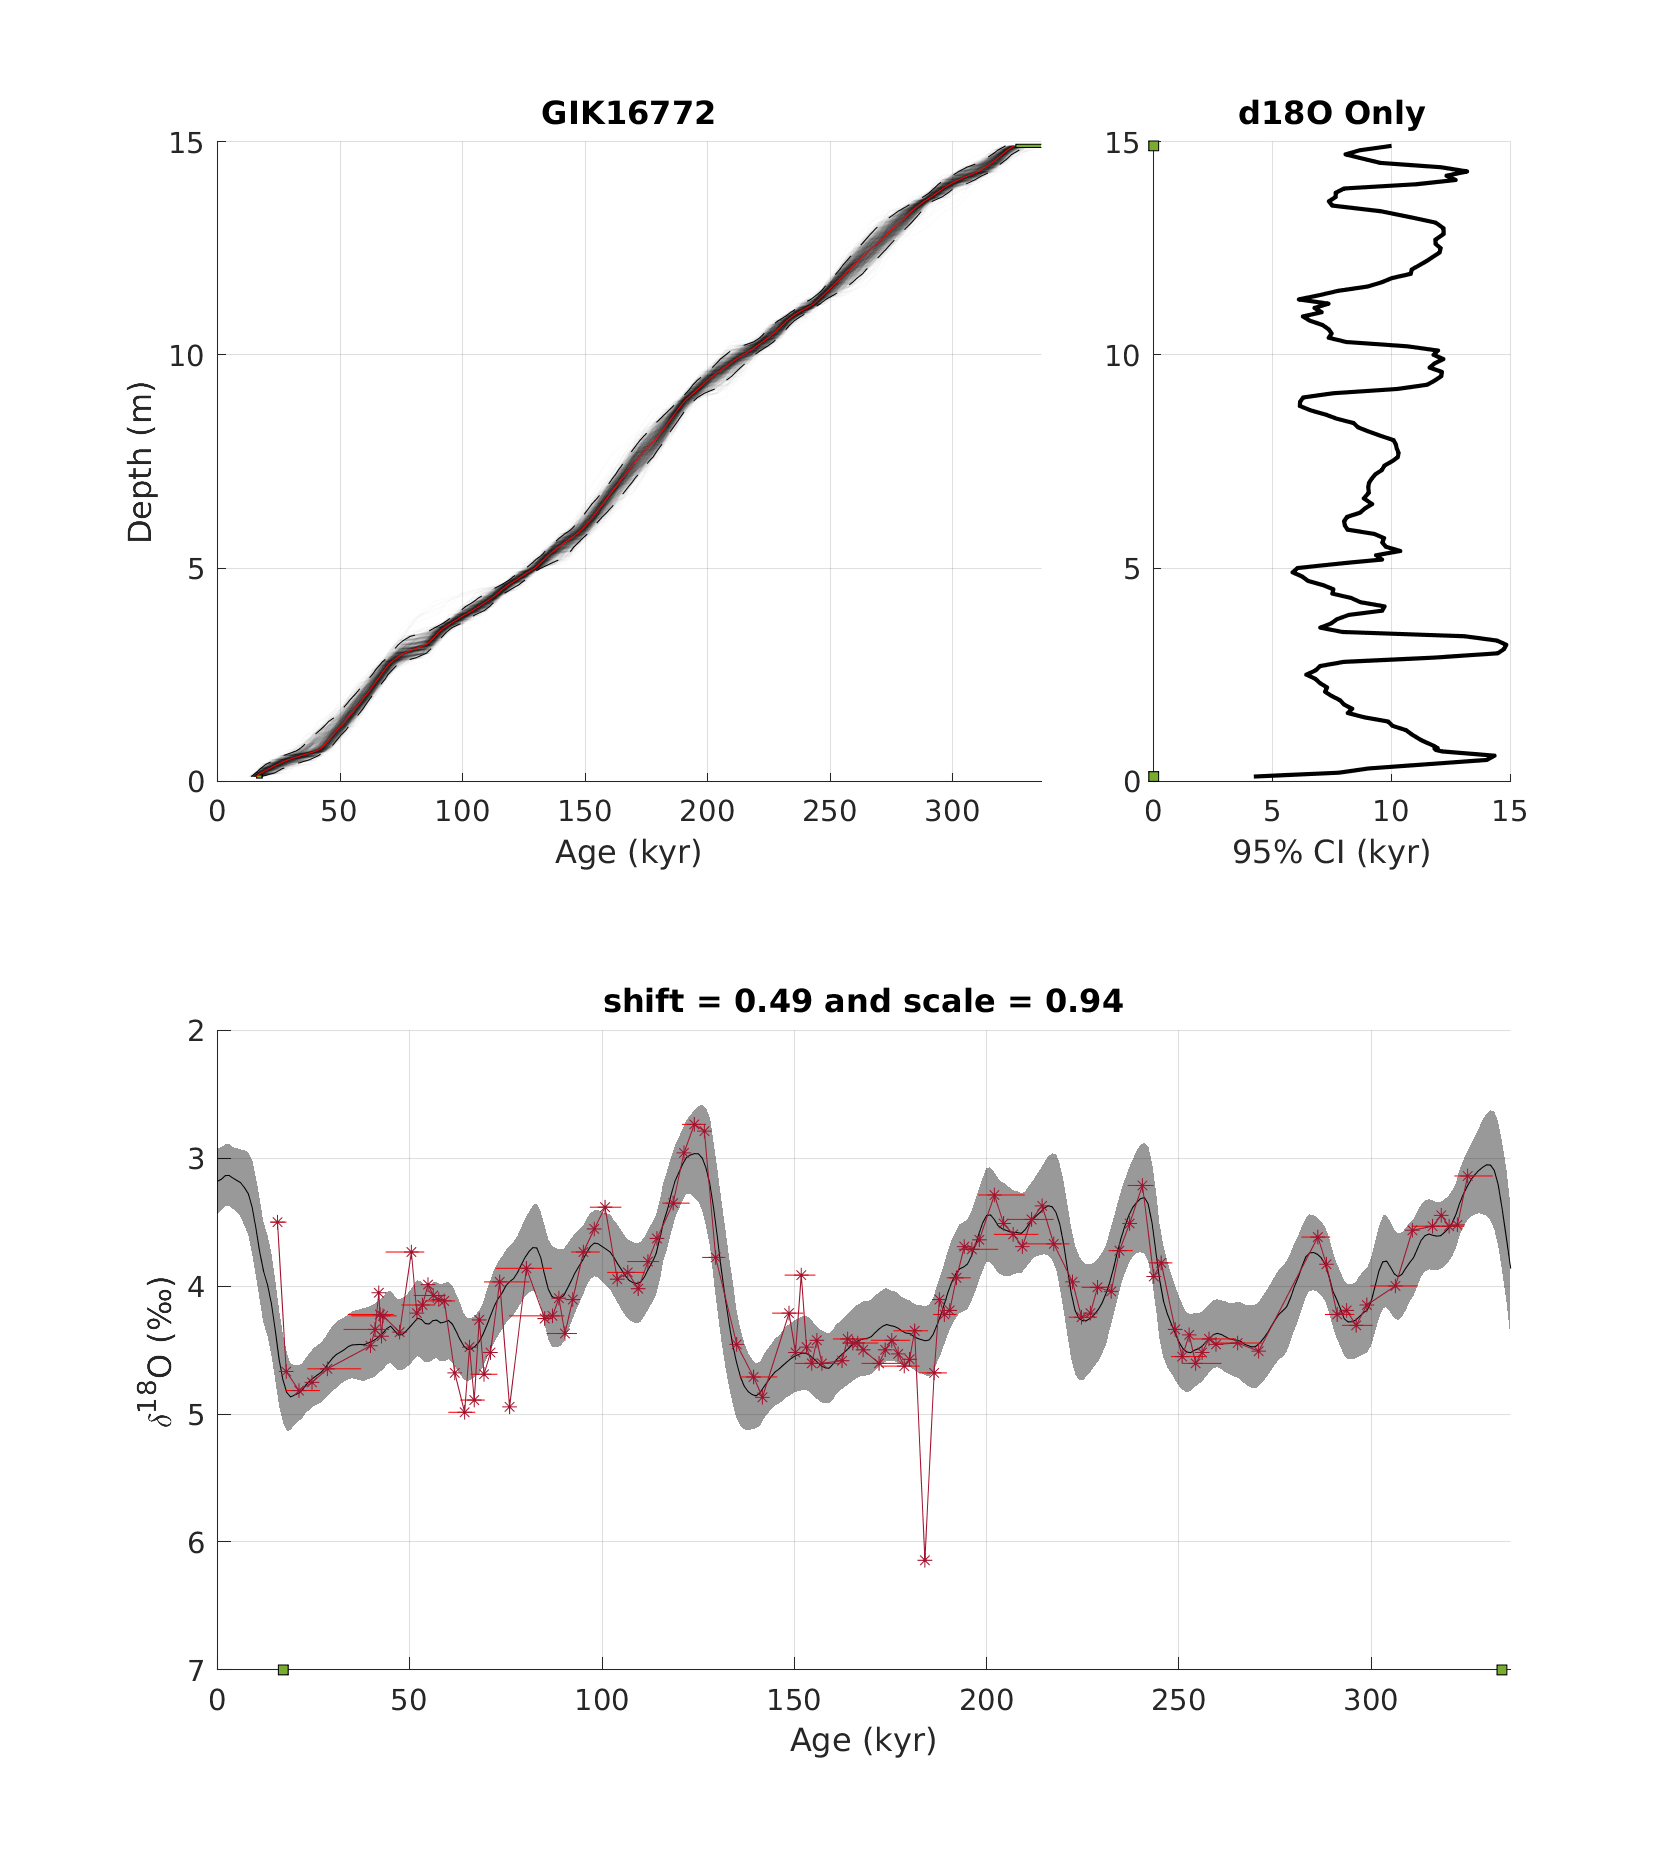 GIK16772
d18O Only
15
10
5
0
Depth (m)
0 50 100 150 200 250 300
Age (kyr)
15
10
5
0
0 5 10 15
95% CI (kyr)
shift = 0.49 and scale = 0.94
2
3
4
5
6
7
δ18O (‰)
0 50 100 150 200 250 300
Age (kyr)